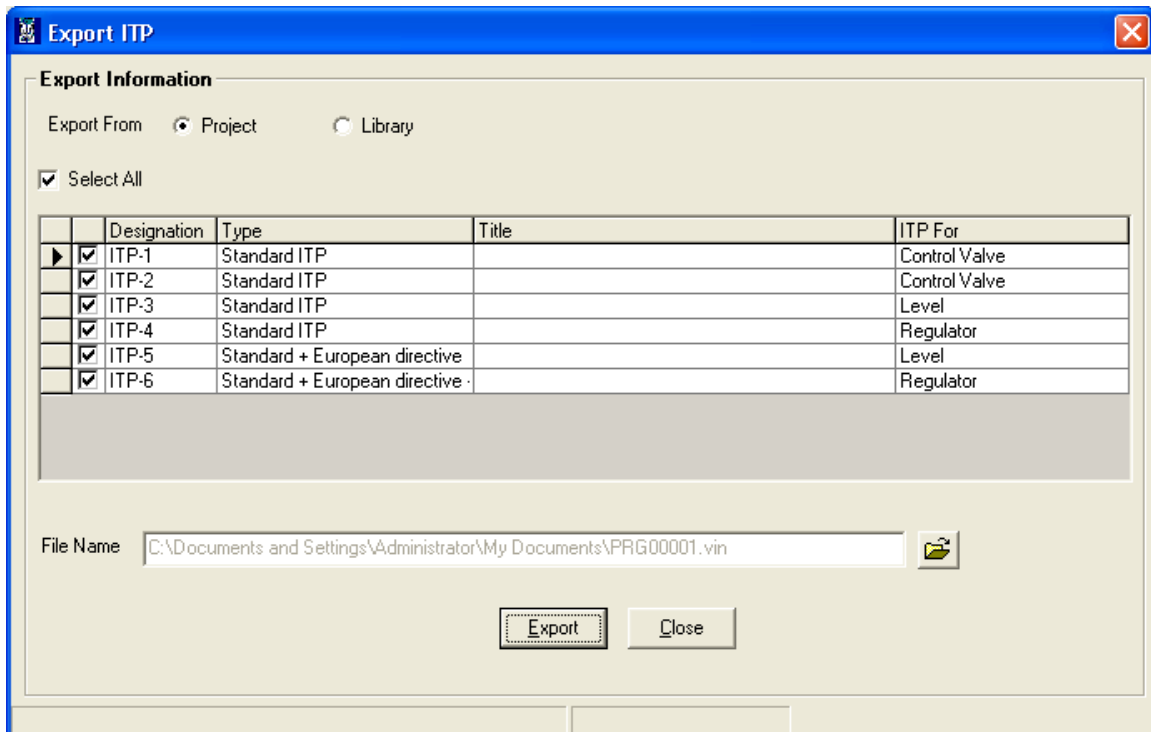 Export ITP
Export Information
Export From Project Library
Select All
Designation Type Title ITP For
ITP-1 Standard ITP Control Valve
ITP-2 Standard ITP Control Valve
ITP-3 Standard ITP Level
ITP-4 Standard ITP Regulator
ITP-5 Standard + European directive Level
ITP-6 Standard + European directive - Regulator
File Name C:\Documents and Settings\Administrator\My Documents\PRG00001.vin
Export Close